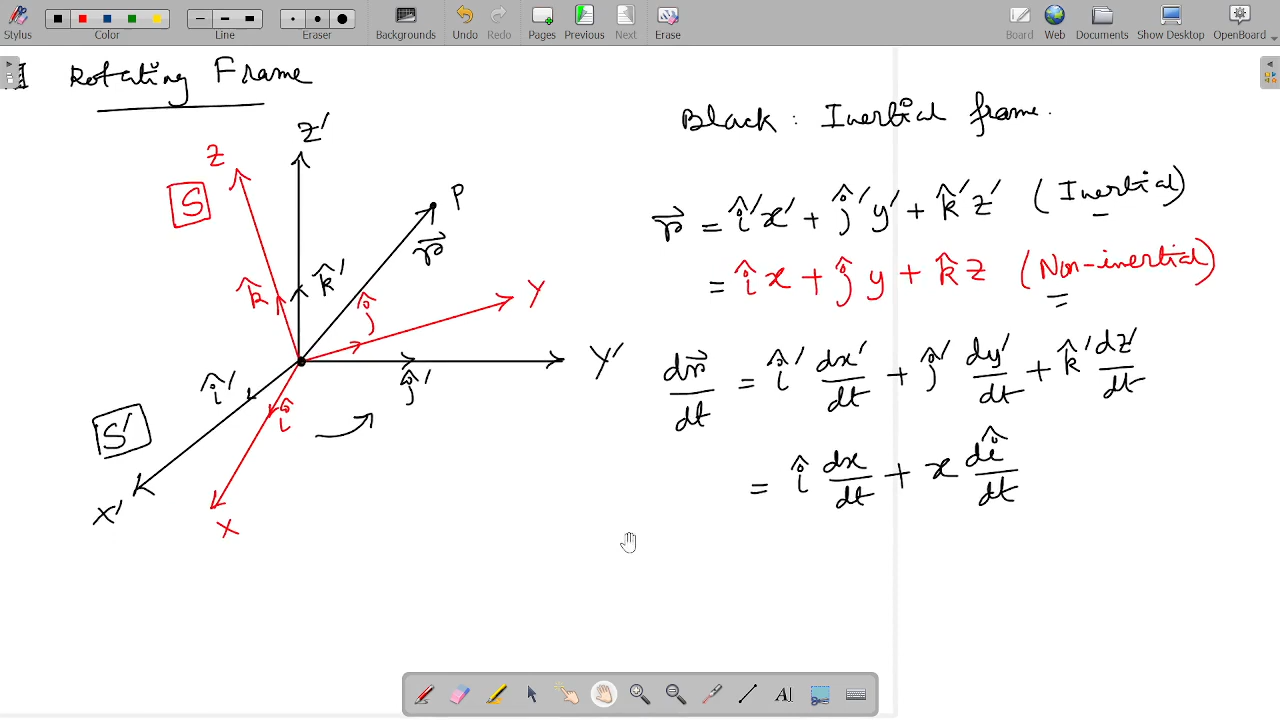 Stylus Color Line Eraser Backgrounds Undo Redo Pages Previous Next Erase Board Web Documents Show Desktop OpenBoard
Rotating Frame
Black : Inertial frame.
Z'
Z
S
P
r⃗
k̂'
k̂
ĵ
Y
Y'
ĵ'
î'
î
S'
X'
X
r⃗ = î'x' + ĵ'y' + k̂'z' (Inertial)
= îx + ĵy + k̂z (Non-inertial)
dr⃗/dt = î' dx'/dt + ĵ' dy'/dt + k̂' dz'/dt
= î dx/dt + x dî/dt
A